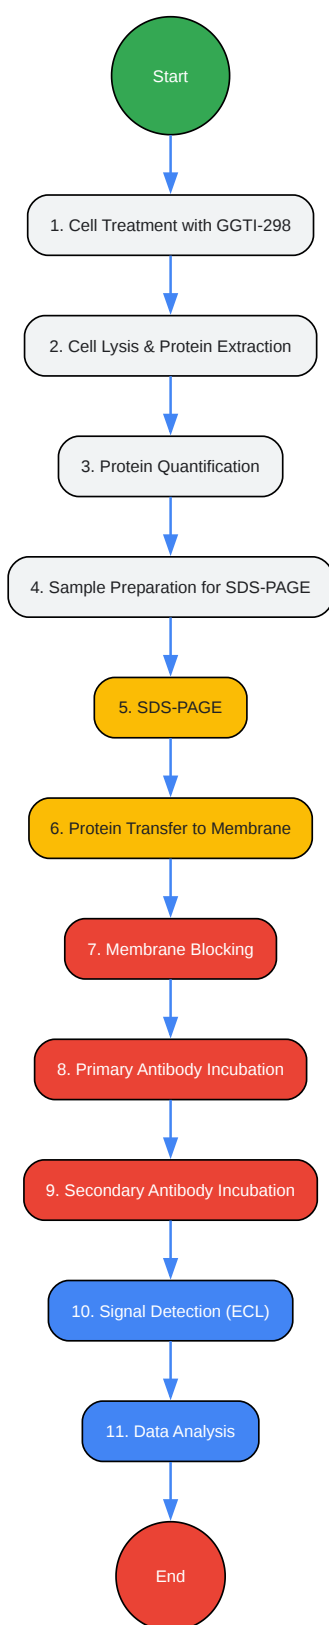 Start
1. Cell Treatment with GGTI-298
2. Cell Lysis & Protein Extraction
3. Protein Quantification
4. Sample Preparation for SDS-PAGE
5. SDS-PAGE
6. Protein Transfer to Membrane
7. Membrane Blocking
8. Primary Antibody Incubation
9. Secondary Antibody Incubation
10. Signal Detection (ECL)
11. Data Analysis
End